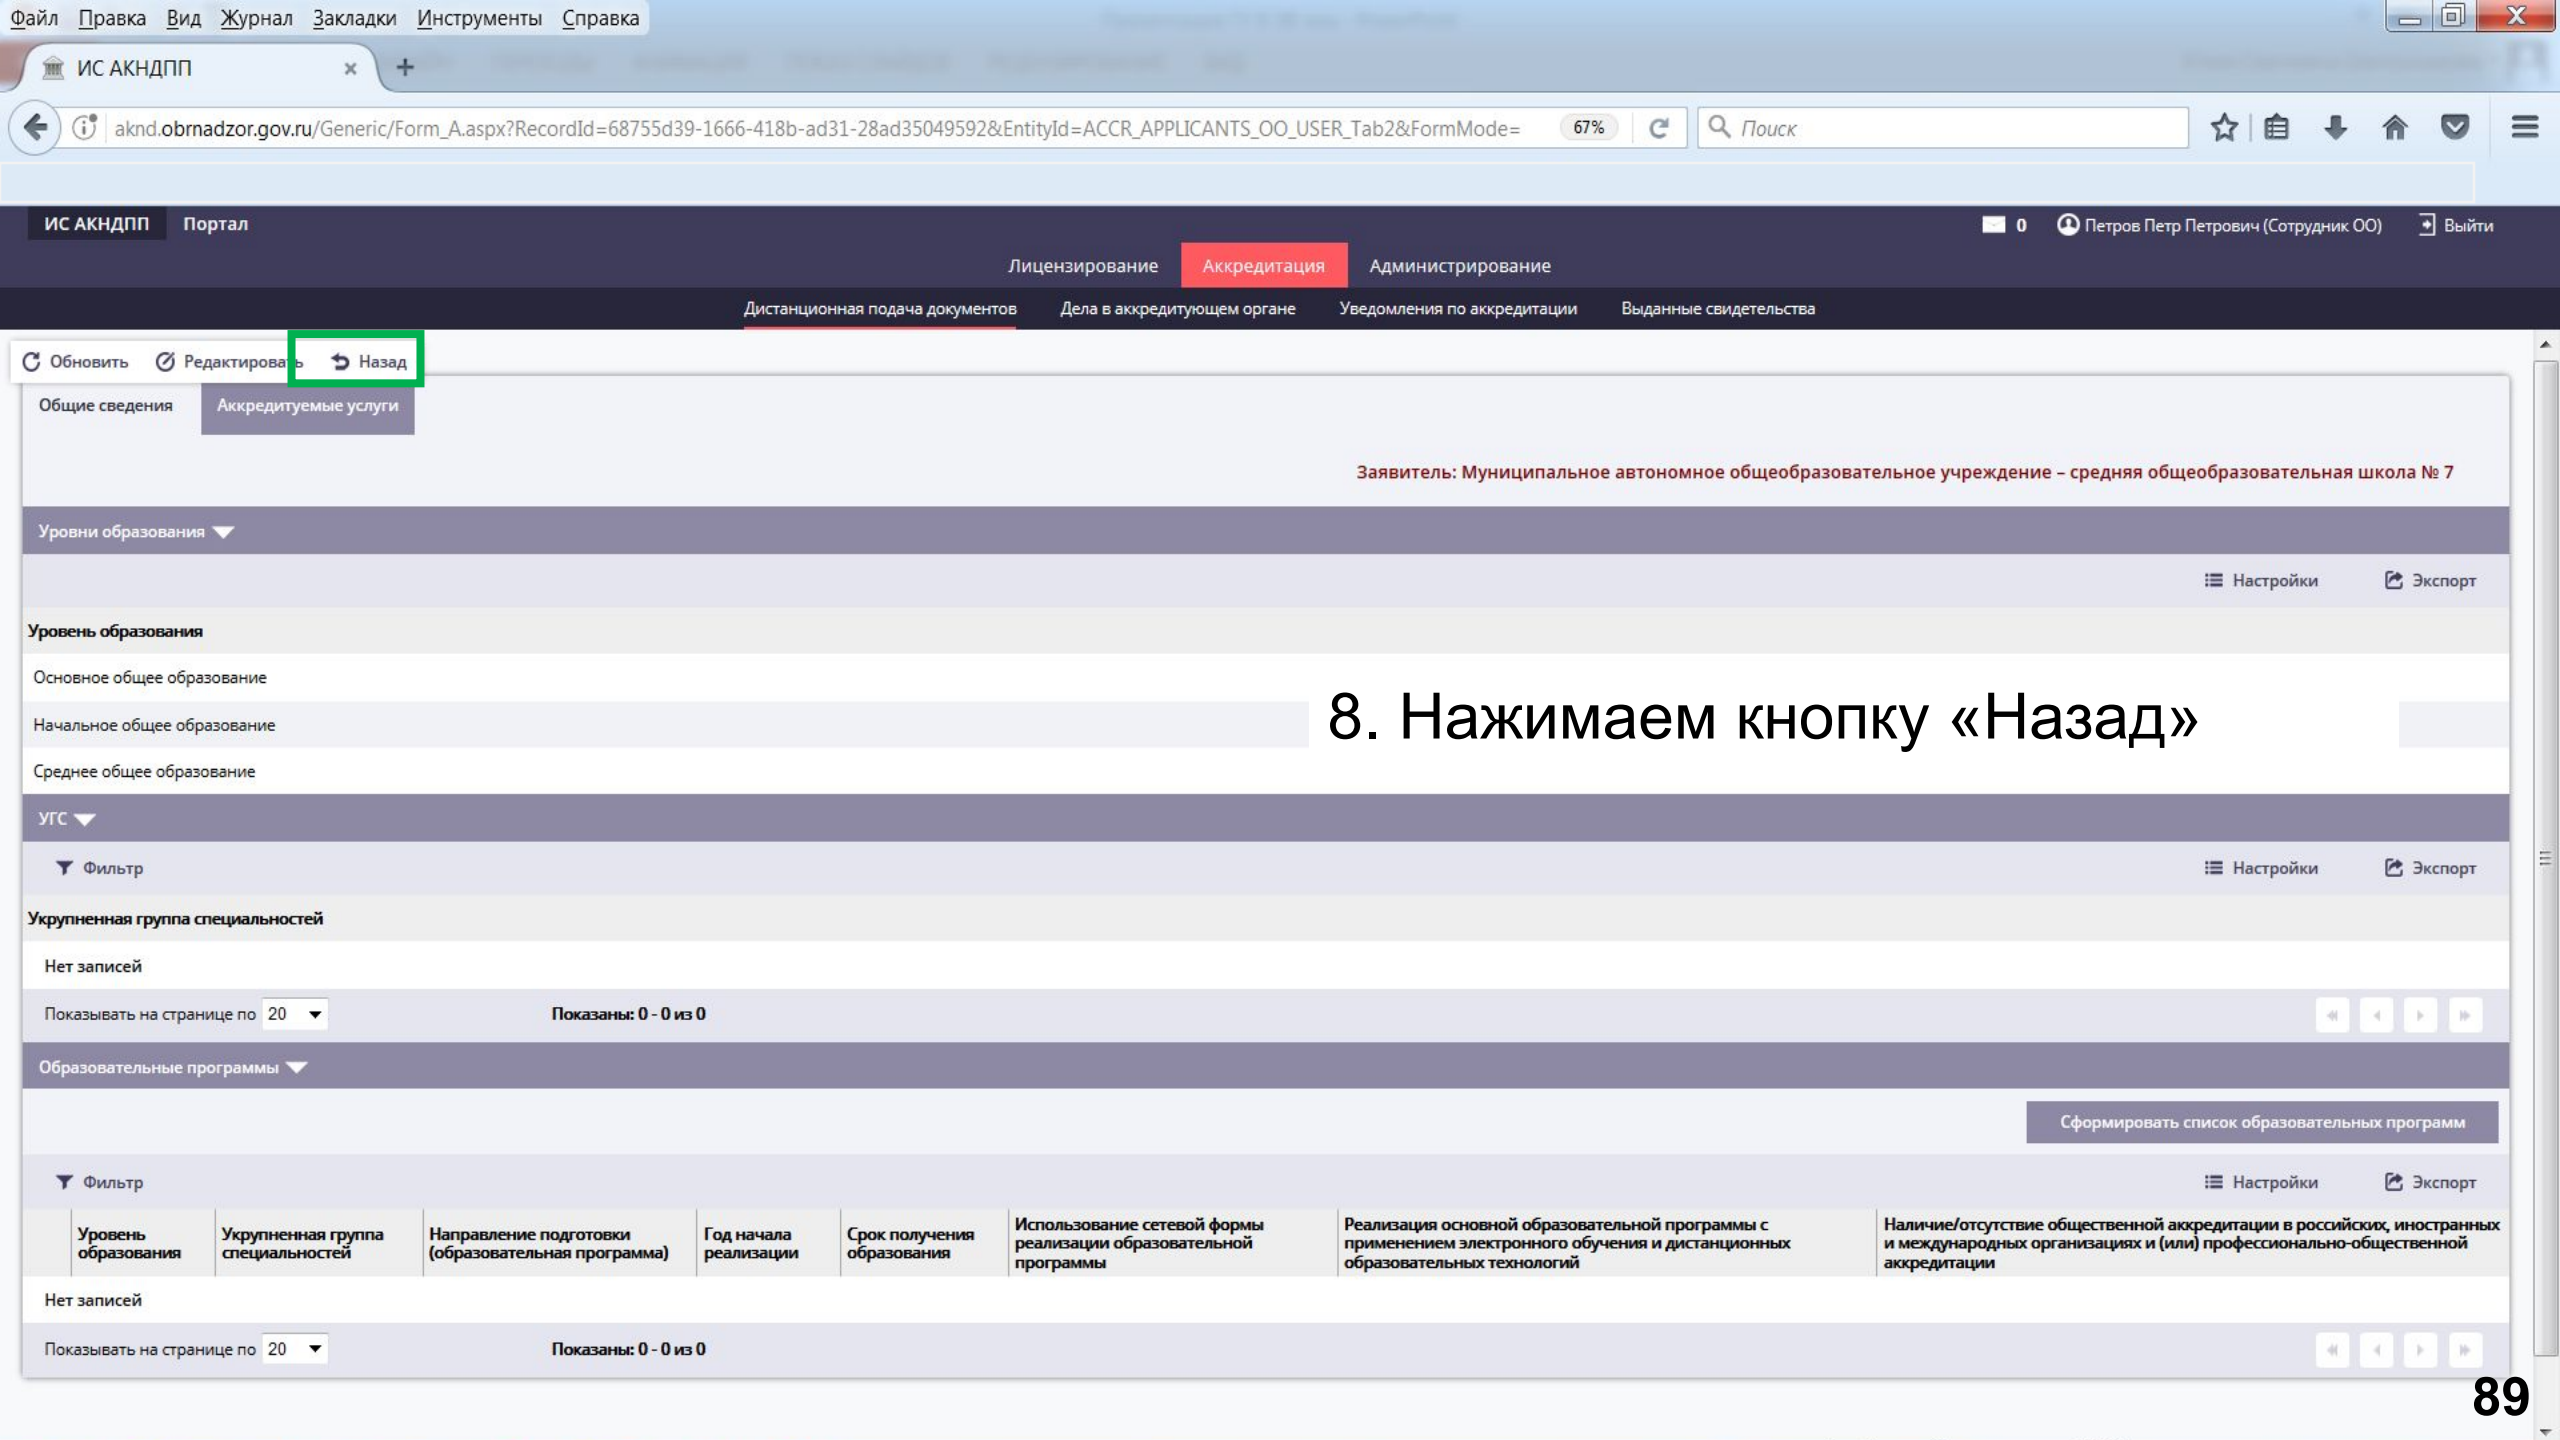 Файл Правка Вид Журнал Закладки Инструменты Справка
ИС АКНДПП
aknd.obrnadzor.gov.ru/Generic/Form_A.aspx?RecordId=68755d39-1666-418b-ad31-28ad35049592&EntityId=ACCR_APPLICANTS_OO_USER_Tab2&FormMode= 67% Поиск
ИС АКНДПП Портал 0 Петров Петр Петрович (Сотрудник ОО) Выйти
Лицензирование Аккредитация Администрирование
Дистанционная подача документов Дела в аккредитующем органе Уведомления по аккредитации Выданные свидетельства
Обновить Редактировать Назад
Общие сведения Аккредитуемые услуги
Заявитель: Муниципальное автономное общеобразовательное учреждение – средняя общеобразовательная школа № 7
Уровни образования
Настройки Экспорт
Уровень образования
Основное общее образование
8. Нажимаем кнопку «Назад»
Начальное общее образование
Среднее общее образование
УГС
Фильтр Настройки Экспорт
Укрупненная группа специальностей
Нет записей
Показывать на странице по 20 Показаны: 0 - 0 из 0
Образовательные программы
Сформировать список образовательных программ
Фильтр Настройки Экспорт
Уровень образования Укрупненная группа специальностей Направление подготовки (образовательная программа) Год начала реализации Срок получения образования Использование сетевой формы реализации образовательной программы Реализация основной образовательной программы с применением электронного обучения и дистанционных образовательных технологий Наличие/отсутствие общественной аккредитации в российских, иностранных и международных организациях и (или) профессионально-общественной аккредитации
Нет записей
Показывать на странице по 20 Показаны: 0 - 0 из 0
89